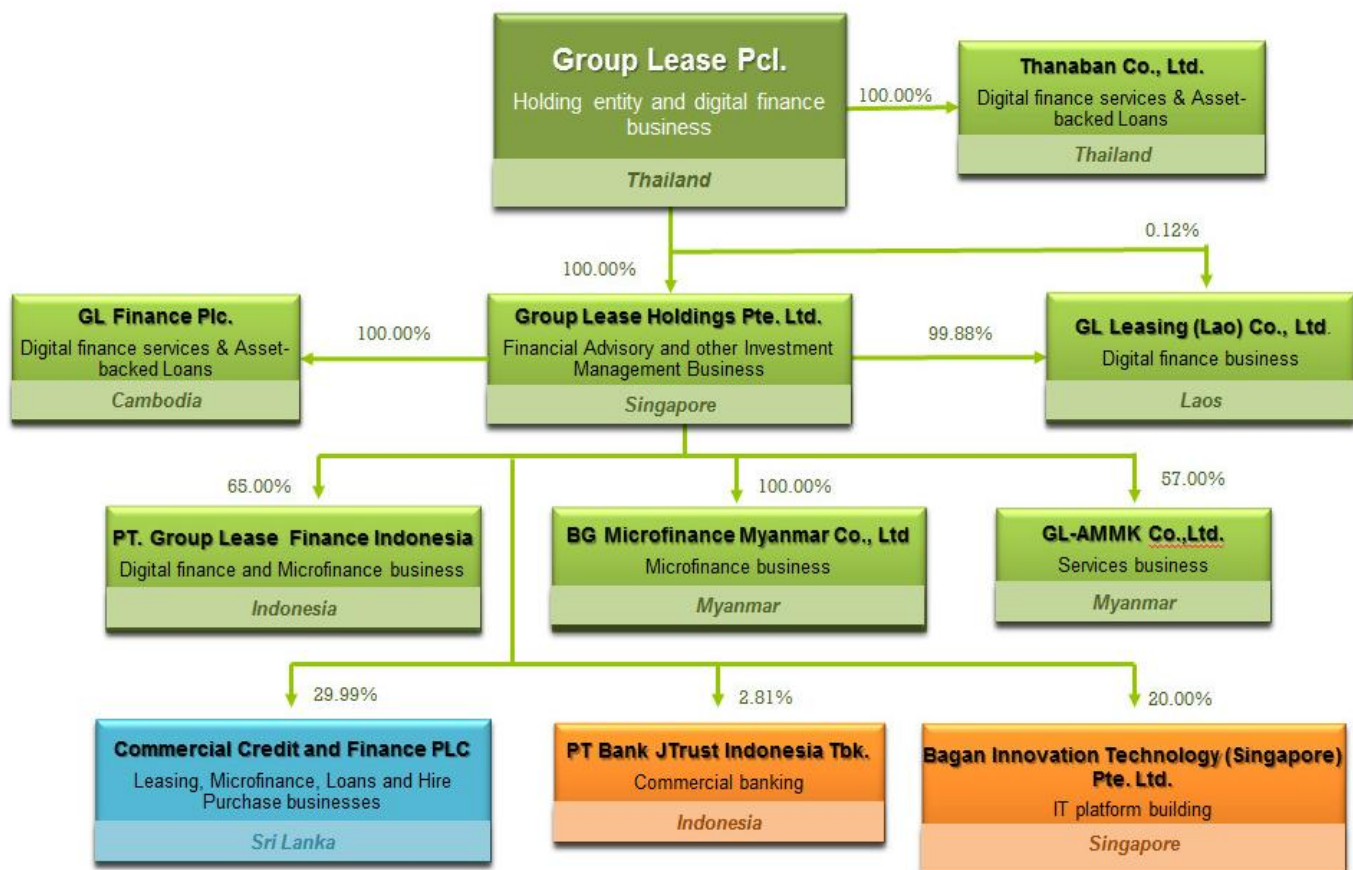 Group Lease Pcl.
Holding entity and digital finance
business
Thailand
100.00%
Thanaban Co., Ltd.
Digital finance services & Asset-
backed Loans
Thailand
0.12%
100.00%
GL Finance Plc.
Digital finance services & Asset-
backed Loans
Cambodia
100.00%
Group Lease Holdings Pte. Ltd.
Financial Advisory and other Investment
Management Business
Singapore
99.88%
GL Leasing (Lao) Co., Ltd.
Digital finance business
Laos
65.00%
100.00%
57.00%
PT. Group Lease Finance Indonesia
Digital finance and Microfinance business
Indonesia
BG Microfinance Myanmar Co., Ltd
Microfinance business
Myanmar
GL-AMMK Co.,Ltd.
Services business
Myanmar
29.99%
2.81%
20.00%
Commercial Credit and Finance PLC
Leasing, Microfinance, Loans and Hire
Purchase businesses
Sri Lanka
PT Bank JTrust Indonesia Tbk.
Commercial banking
Indonesia
Bagan Innovation Technology (Singapore)
Pte. Ltd.
IT platform building
Singapore